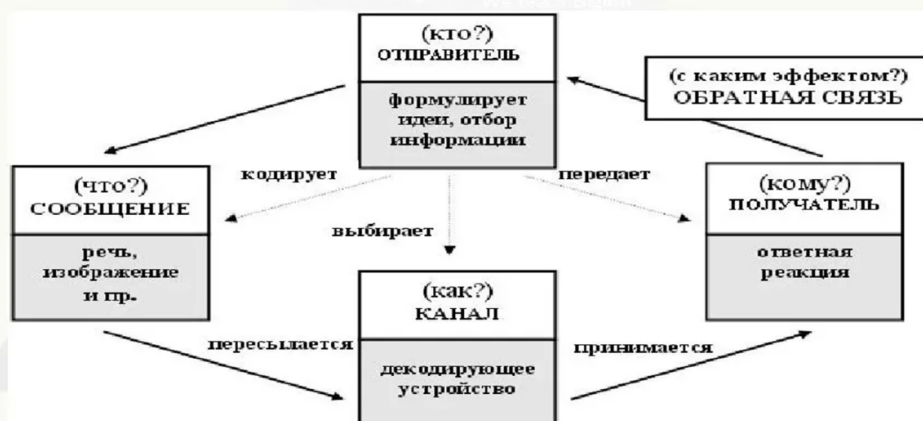 (кто?)
ОТПРАВИТЕЛЬ
формулирует
идеи, отбор
информации
(с каким эффектом?)
ОБРАТНАЯ СВЯЗЬ
кодирует
передает
выбирает
(что?)
СООБЩЕНИЕ
речь,
изображение
и пр.
(кому?)
ПОЛУЧАТЕЛЬ
ответная
реакция
(как?)
КАНАЛ
декодирующее
устройство
пересылается
принимается